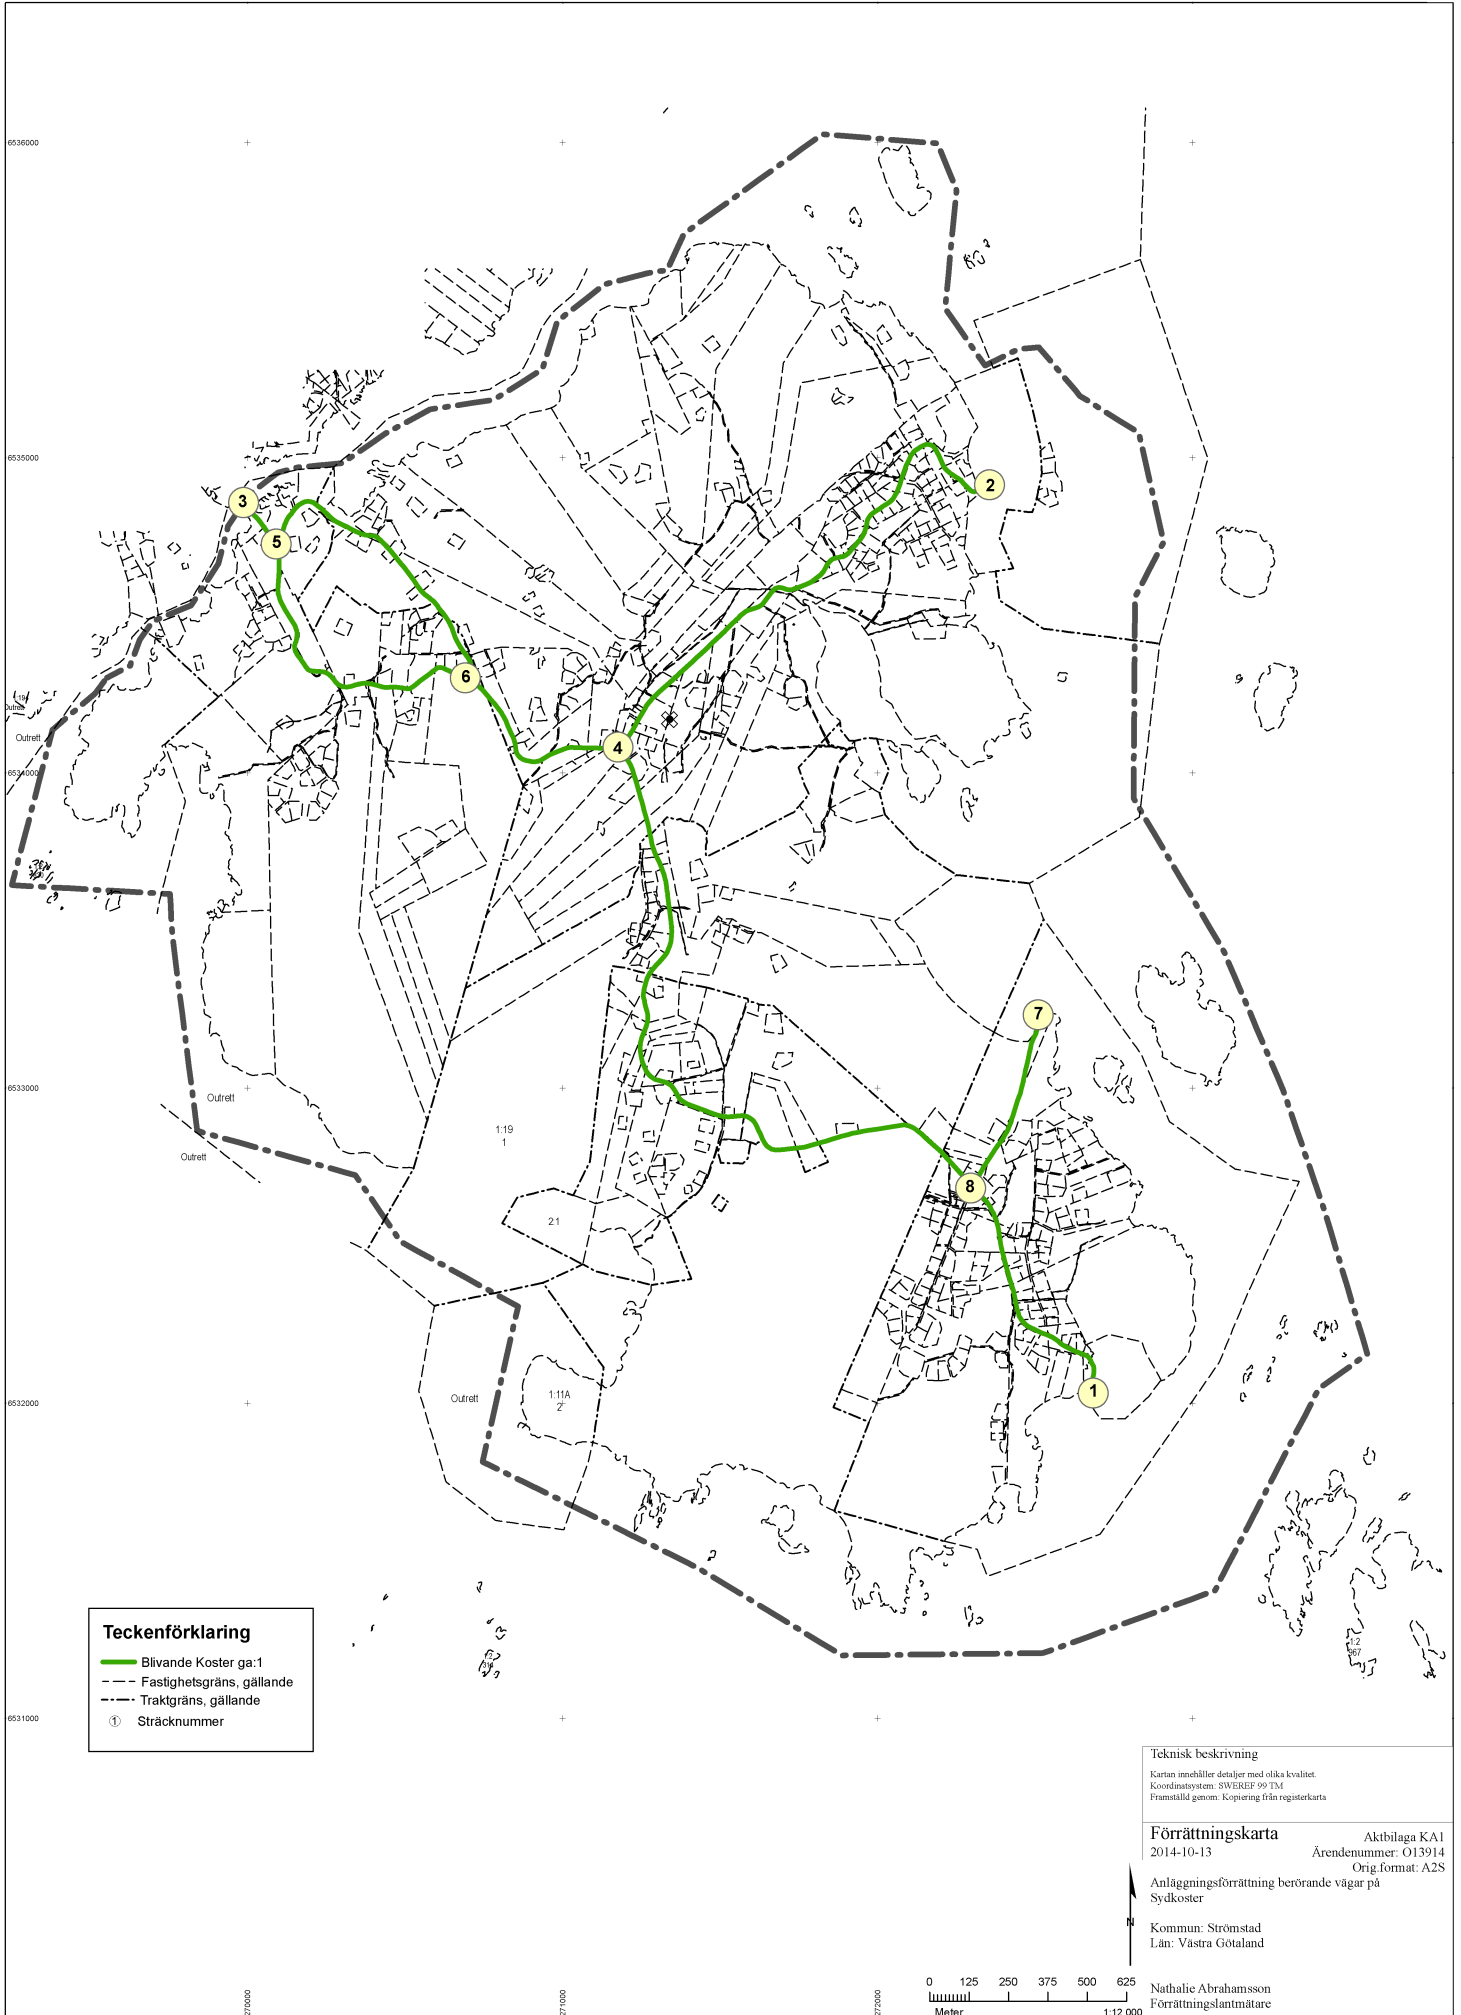 6536000
6535000
3
2
5
6
Outrett
4
6534000
7
6533000
Outrett
1:19
1
Outrett
8
2:1
1
Outrett
1:11A
2
6532000
1:2
967
Teckenförklaring
Blivande Koster ga:1
Fastighetsgräns, gällande
Traktgräns, gällande
1 Sträcknummer
6531000
Teknisk beskrivning
Kartan innehåller detaljer med olika kvalitet.
Koordinatsystem: SWEREF 99 TM
Framställd genom: Kopiering från registerkarta
Förrättningskarta
2014-10-13
Aktbilaga KA1
Ärendenummer: O13914
Orig.format: A2S
Anläggningsförrättning berörande vägar på
Sydkoster
N
Kommun: Strömstad
Län: Västra Götaland
0 125 250 375 500 625
Meter
1:12 000
Nathalie Abrahamsson
Förrättningslantmätare
270000
271000
272000